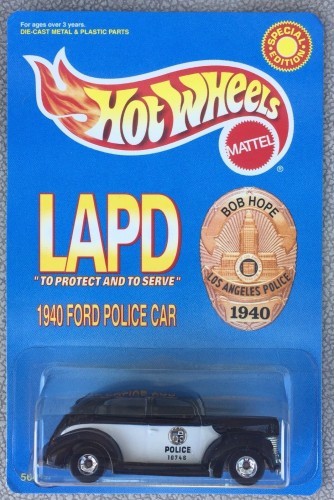 For ages over 3 years.
DIE-CAST METAL & PLASTIC PARTS
SPECIAL EDITION
Hot Wheels
MATTEL
®
LAPD
"TO PROTECT AND TO SERVE"
1940 FORD POLICE CAR
BOB HOPE
LOS ANGELES POLICE
1940
POLICE